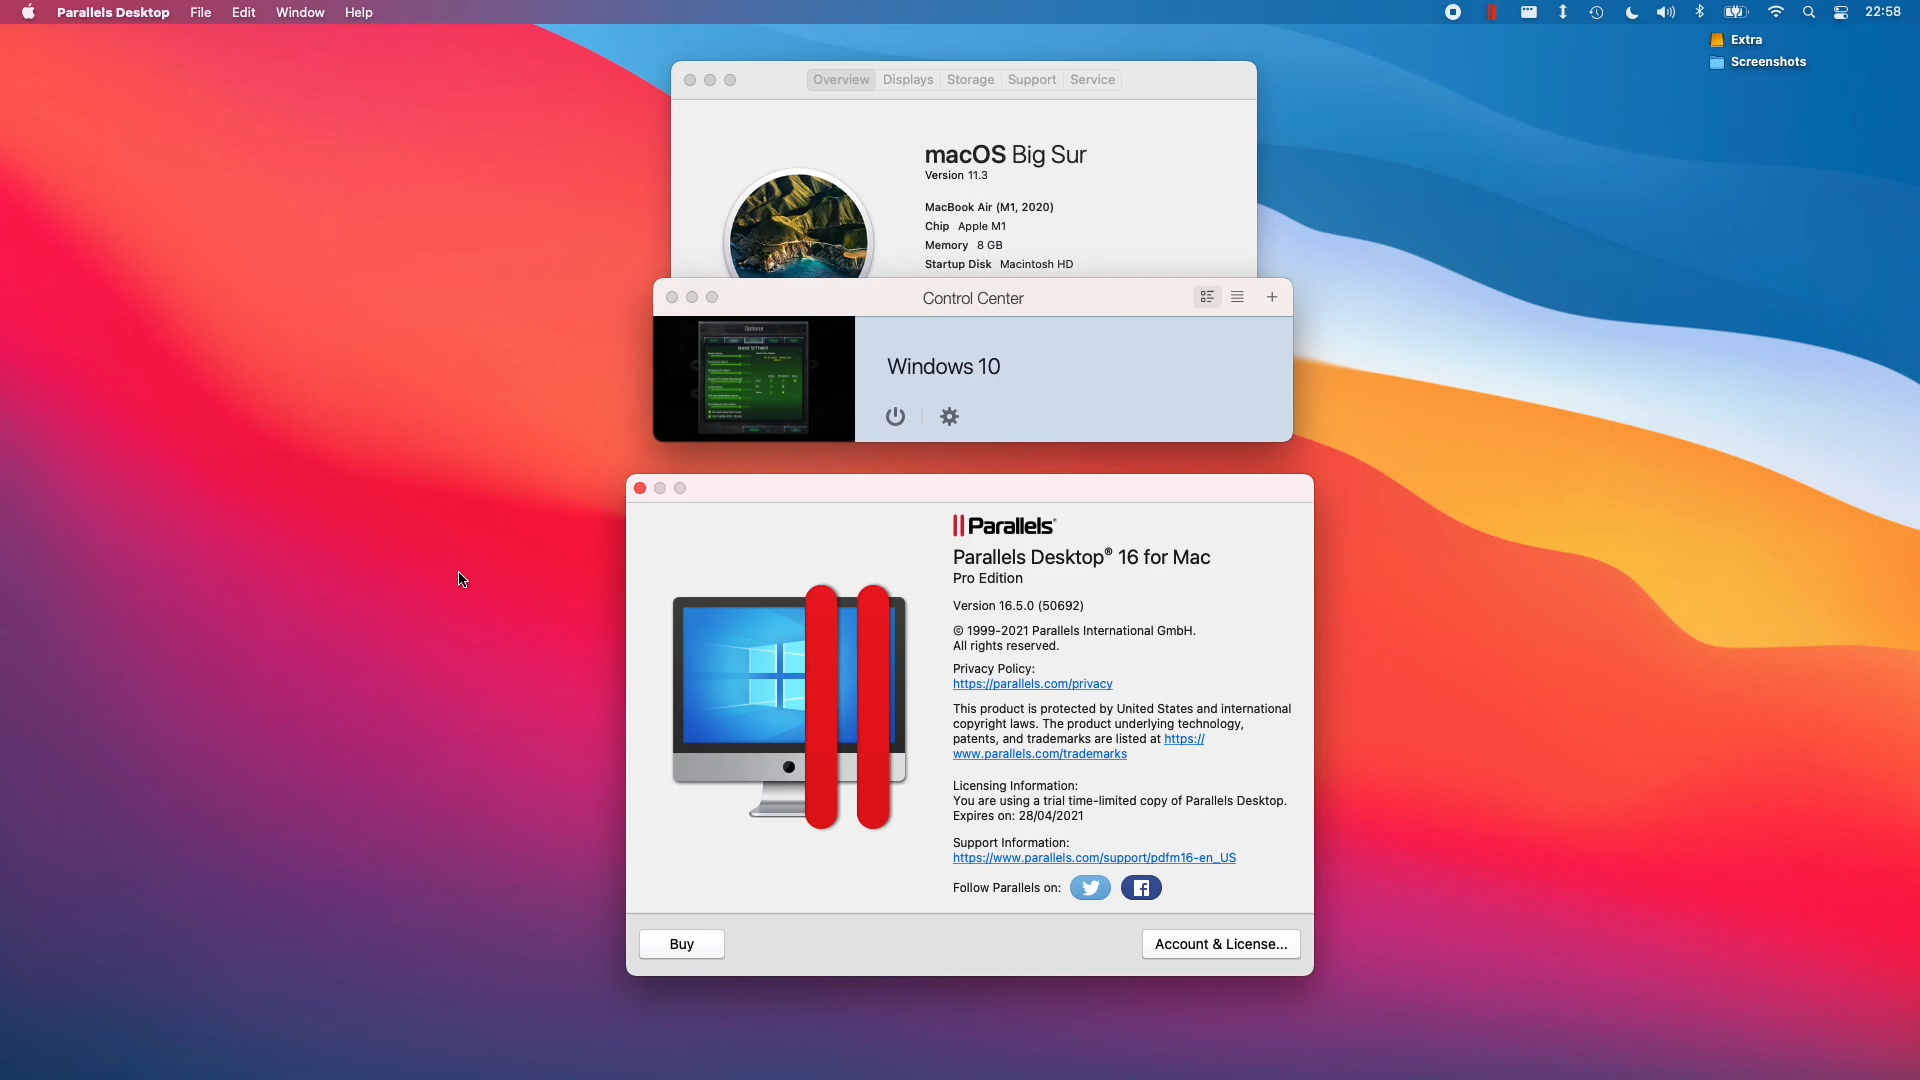 Parallels Desktop File Edit Window Help 22:58
Extra
Screenshots
Overview Displays Storage Support Service
macOS Big Sur
Version 11.3
MacBook Air (M1, 2020)
Chip Apple M1
Memory 8 GB
Startup Disk Macintosh HD
Control Center
Options
Windows 10
Parallels®
Parallels Desktop® 16 for Mac
Pro Edition
Version 16.5.0 (50692)
© 1999-2021 Parallels International GmbH.
All rights reserved.
Privacy Policy:
https://parallels.com/privacy
This product is protected by United States and international
copyright laws. The product underlying technology,
patents, and trademarks are listed at https://
www.parallels.com/trademarks
Licensing Information:
You are using a trial time-limited copy of Parallels Desktop.
Expires on: 28/04/2021
Support Information:
https://www.parallels.com/support/pdfm16-en_US
Follow Parallels on:
Buy
Account & License...